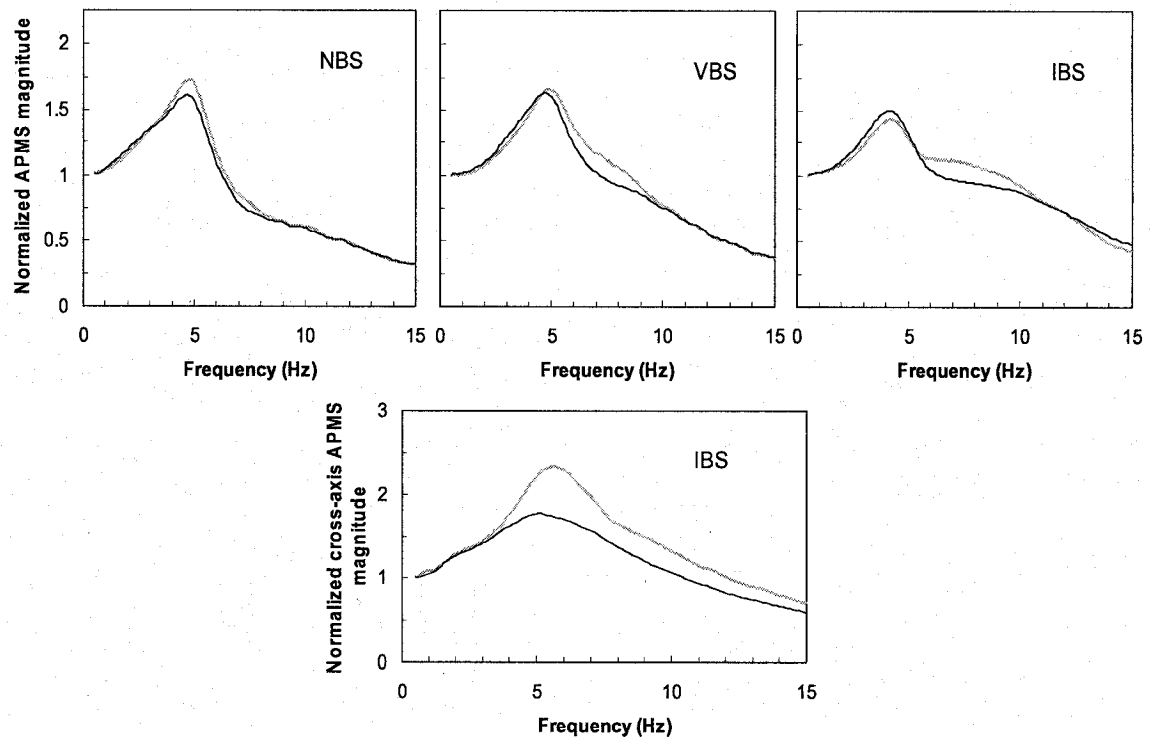 Normalized APMS magnitude
2
1.5
1
0.5
0
NBS
0 5 10 15
Frequency (Hz)
VBS
0 5 10 15
Frequency (Hz)
IBS
0 5 10 15
Frequency (Hz)
Normalized cross-axis APMS
magnitude
3
2
1
0
IBS
0 5 10 15
Frequency (Hz)